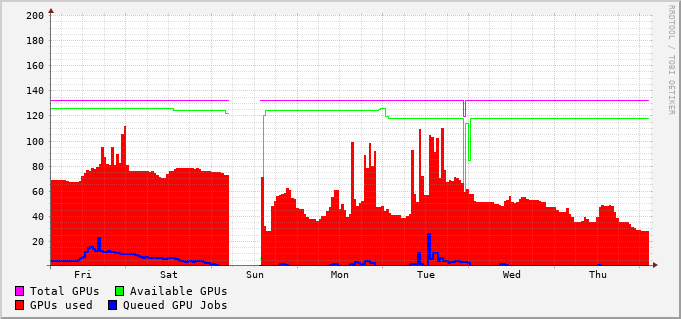 200
180
160
140
120
100
80
60
40
20
Fri Sat Sun Mon Tue Wed Thu
RRDTOOL / TOBI OETIKER
Total GPUs Available GPUs
GPUs used Queued GPU Jobs